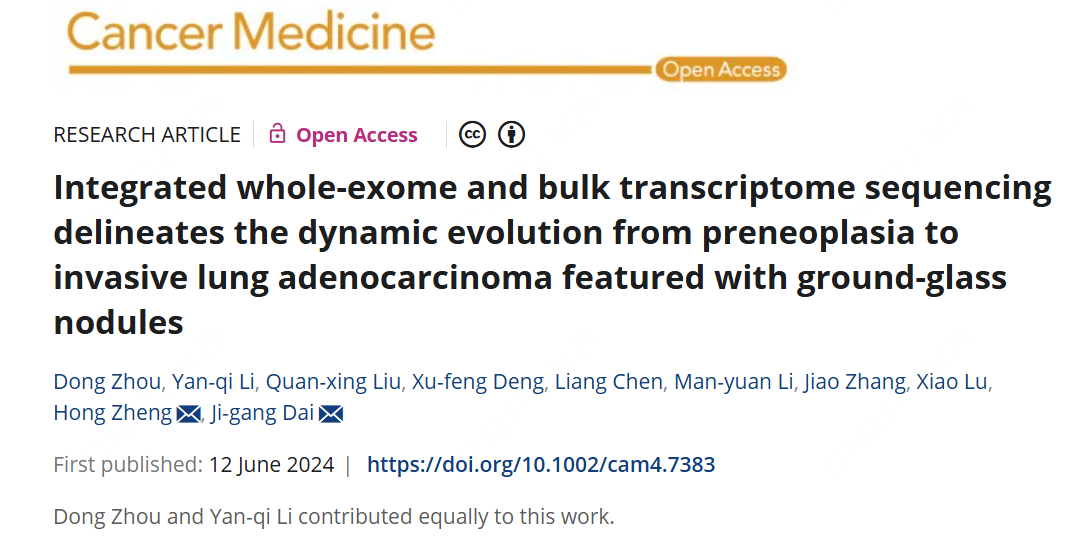 Cancer Medicine
Open Access
RESEARCH ARTICLE Open Access cc
Integrated whole-exome and bulk transcriptome sequencing
delineates the dynamic evolution from preneoplasia to
invasive lung adenocarcinoma featured with ground-glass
nodules
Dong Zhou, Yan-qi Li, Quan-xing Liu, Xu-feng Deng, Liang Chen, Man-yuan Li, Jiao Zhang, Xiao Lu,
Hong Zheng, Ji-gang Dai
First published: 12 June 2024 | https://doi.org/10.1002/cam4.7383
Dong Zhou and Yan-qi Li contributed equally to this work.